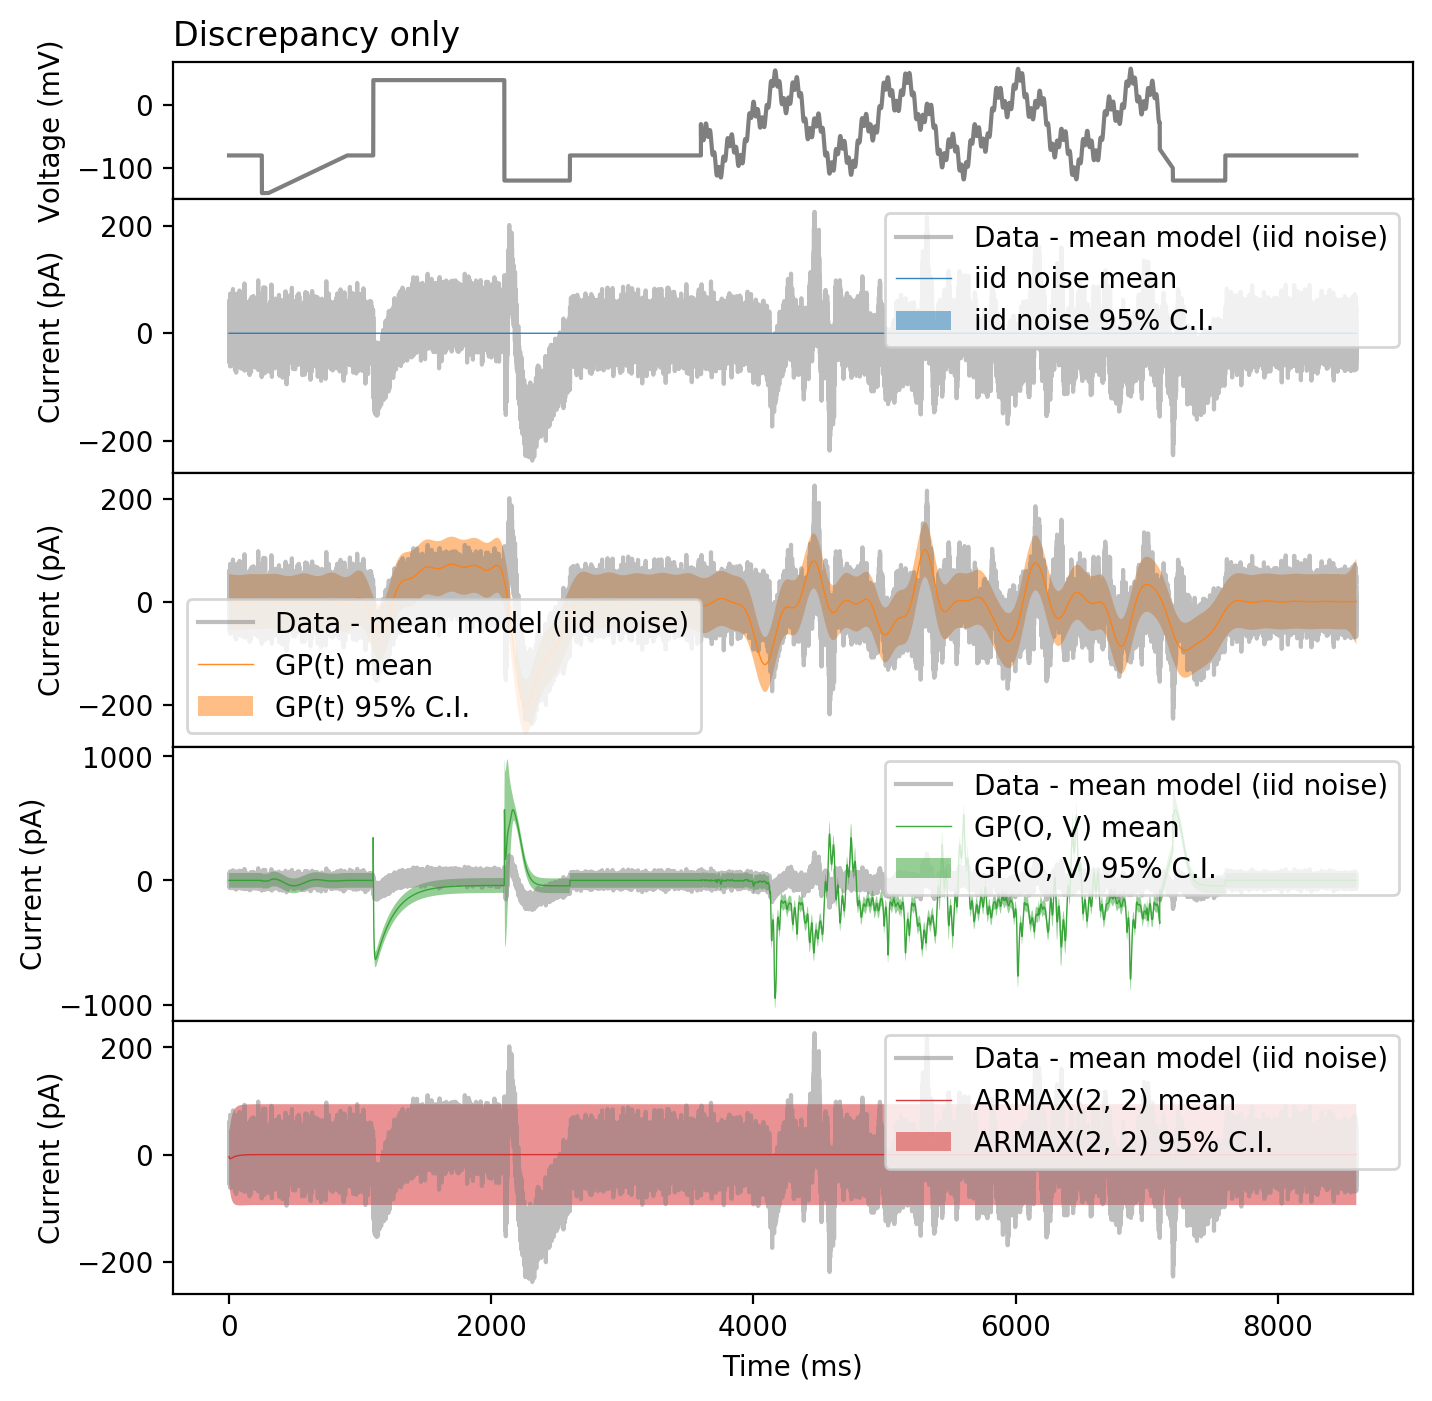 Discrepancy only
Voltage (mV)
0
−100
Current (pA)
200
0
−200
Data - mean model (iid noise)
iid noise mean
iid noise 95% C.I.
Current (pA)
200
0
−200
Data - mean model (iid noise)
GP(t) mean
GP(t) 95% C.I.
Current (pA)
1000
0
−1000
Data - mean model (iid noise)
GP(O, V) mean
GP(O, V) 95% C.I.
Current (pA)
200
0
−200
Data - mean model (iid noise)
ARMAX(2, 2) mean
ARMAX(2, 2) 95% C.I.
0 2000 4000 6000 8000
Time (ms)